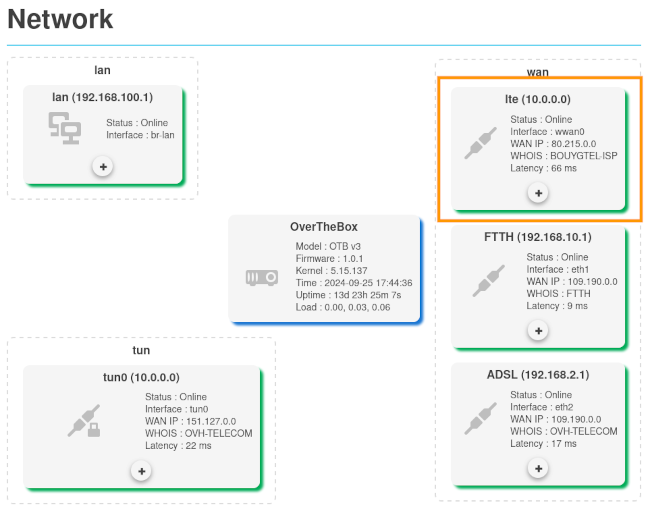 Network
lan
lan (192.168.100.1)
Status : Online
Interface : br-lan
+
wan
lte (10.0.0.0)
Status : Online
Interface : wwan0
WAN IP : 80.215.0.0
WHOIS : BOUYGTEL-ISP
Latency : 66 ms
+
OverTheBox
Model : OTB v3
Firmware : 1.0.1
Kernel : 5.15.137
Time : 2024-09-25 17:44:36
Uptime : 13d 23h 25m 7s
Load : 0.00, 0.03, 0.06
FTTH (192.168.10.1)
Status : Online
Interface : eth1
WAN IP : 109.190.0.0
WHOIS : FTTH
Latency : 9 ms
+
tun
tun0 (10.0.0.0)
Status : Online
Interface : tun0
WAN IP : 151.127.0.0
WHOIS : OVH-TELECOM
Latency : 22 ms
+
ADSL (192.168.2.1)
Status : Online
Interface : eth2
WAN IP : 109.190.0.0
WHOIS : OVH-TELECOM
Latency : 17 ms
+